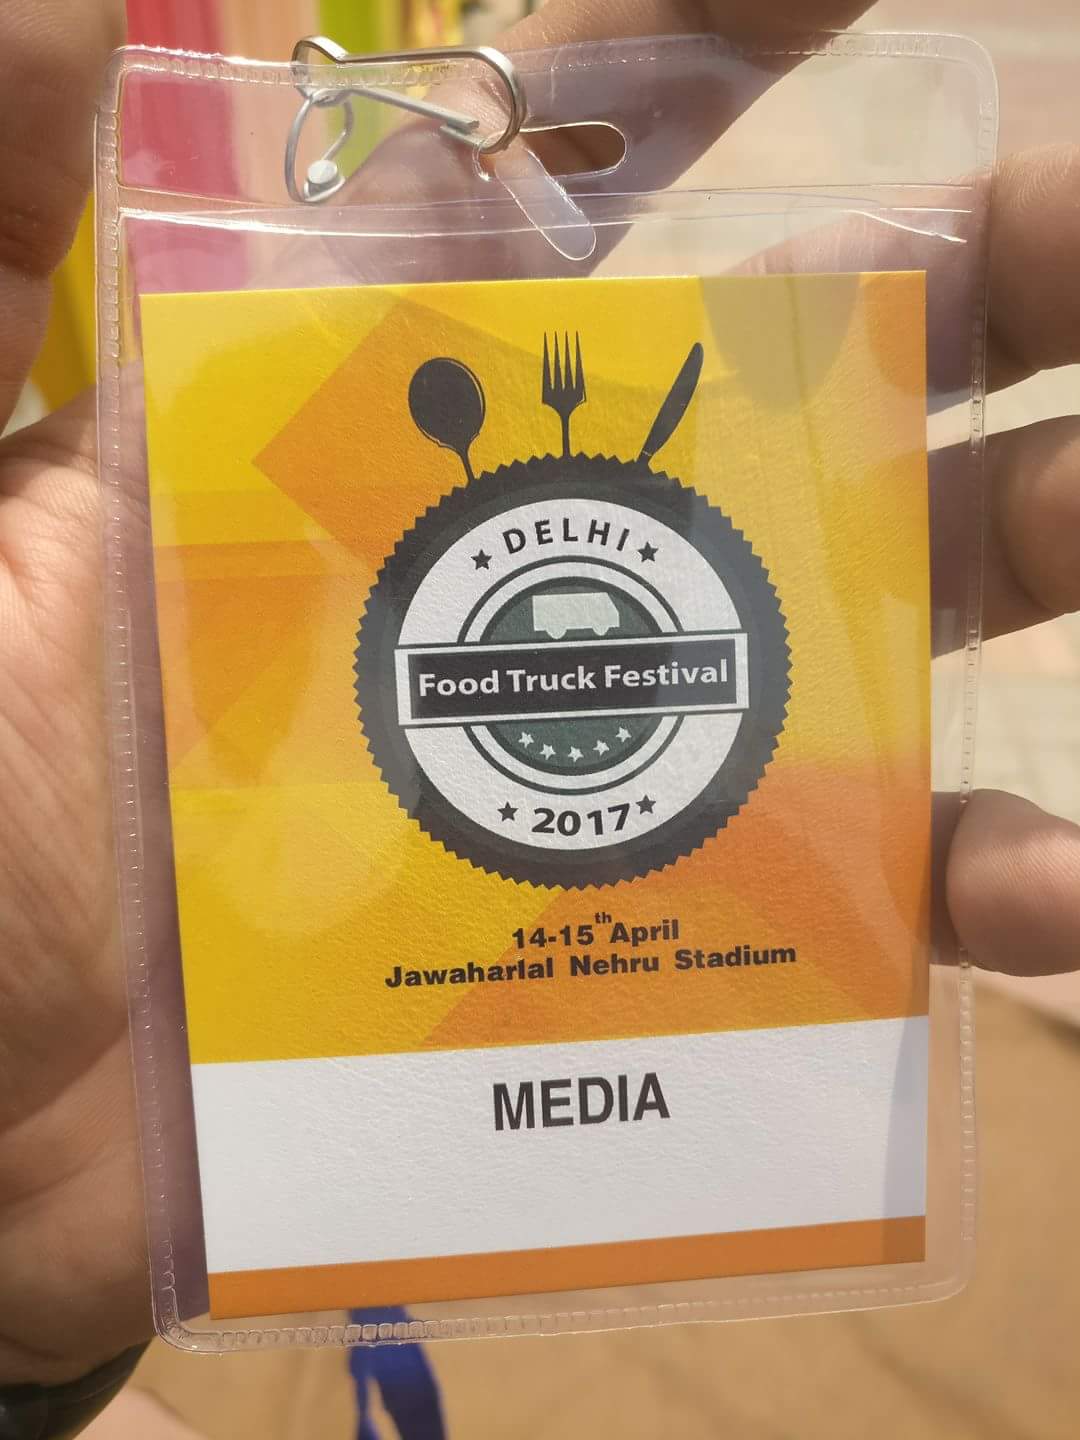 DELHI
Food Truck Festival
2017
14-15th April
Jawaharlal Nehru Stadium
MEDIA